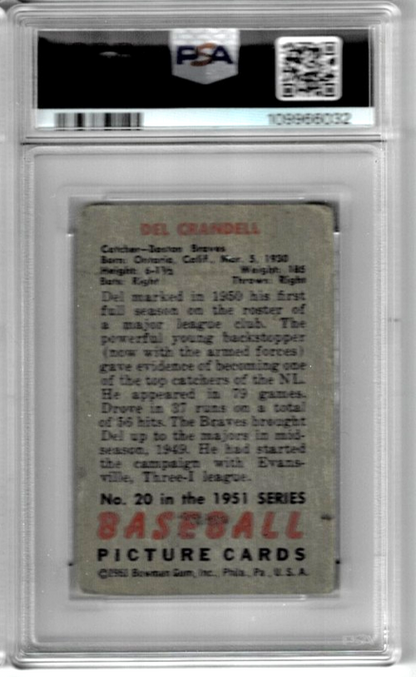 PSA
109966032
DEL CRANDELL
Catcher-Boston Braves
Born: Ontario, Calif., Mar. 5, 1930
Height: 6-1½ Weight: 185
Bats: Right Throws: Right
Del marked in 1950 his first
full season on the roster of
a major league club. The
powerful young backstopper
(now with the armed forces)
gave evidence of becoming one
of the top catchers of the NL.
He appeared in 79 games.
Drove in 37 runs on a total
of 56 hits. The Braves brought
Del up to the majors in mid-
season, 1949. He had started
the campaign with Evans-
ville, Three-I league.
No. 20 in the 1951 SERIES
BASEBALL
PICTURE CARDS
©1951 Bowman Gum, Inc., Phila., Pa., U. S. A.